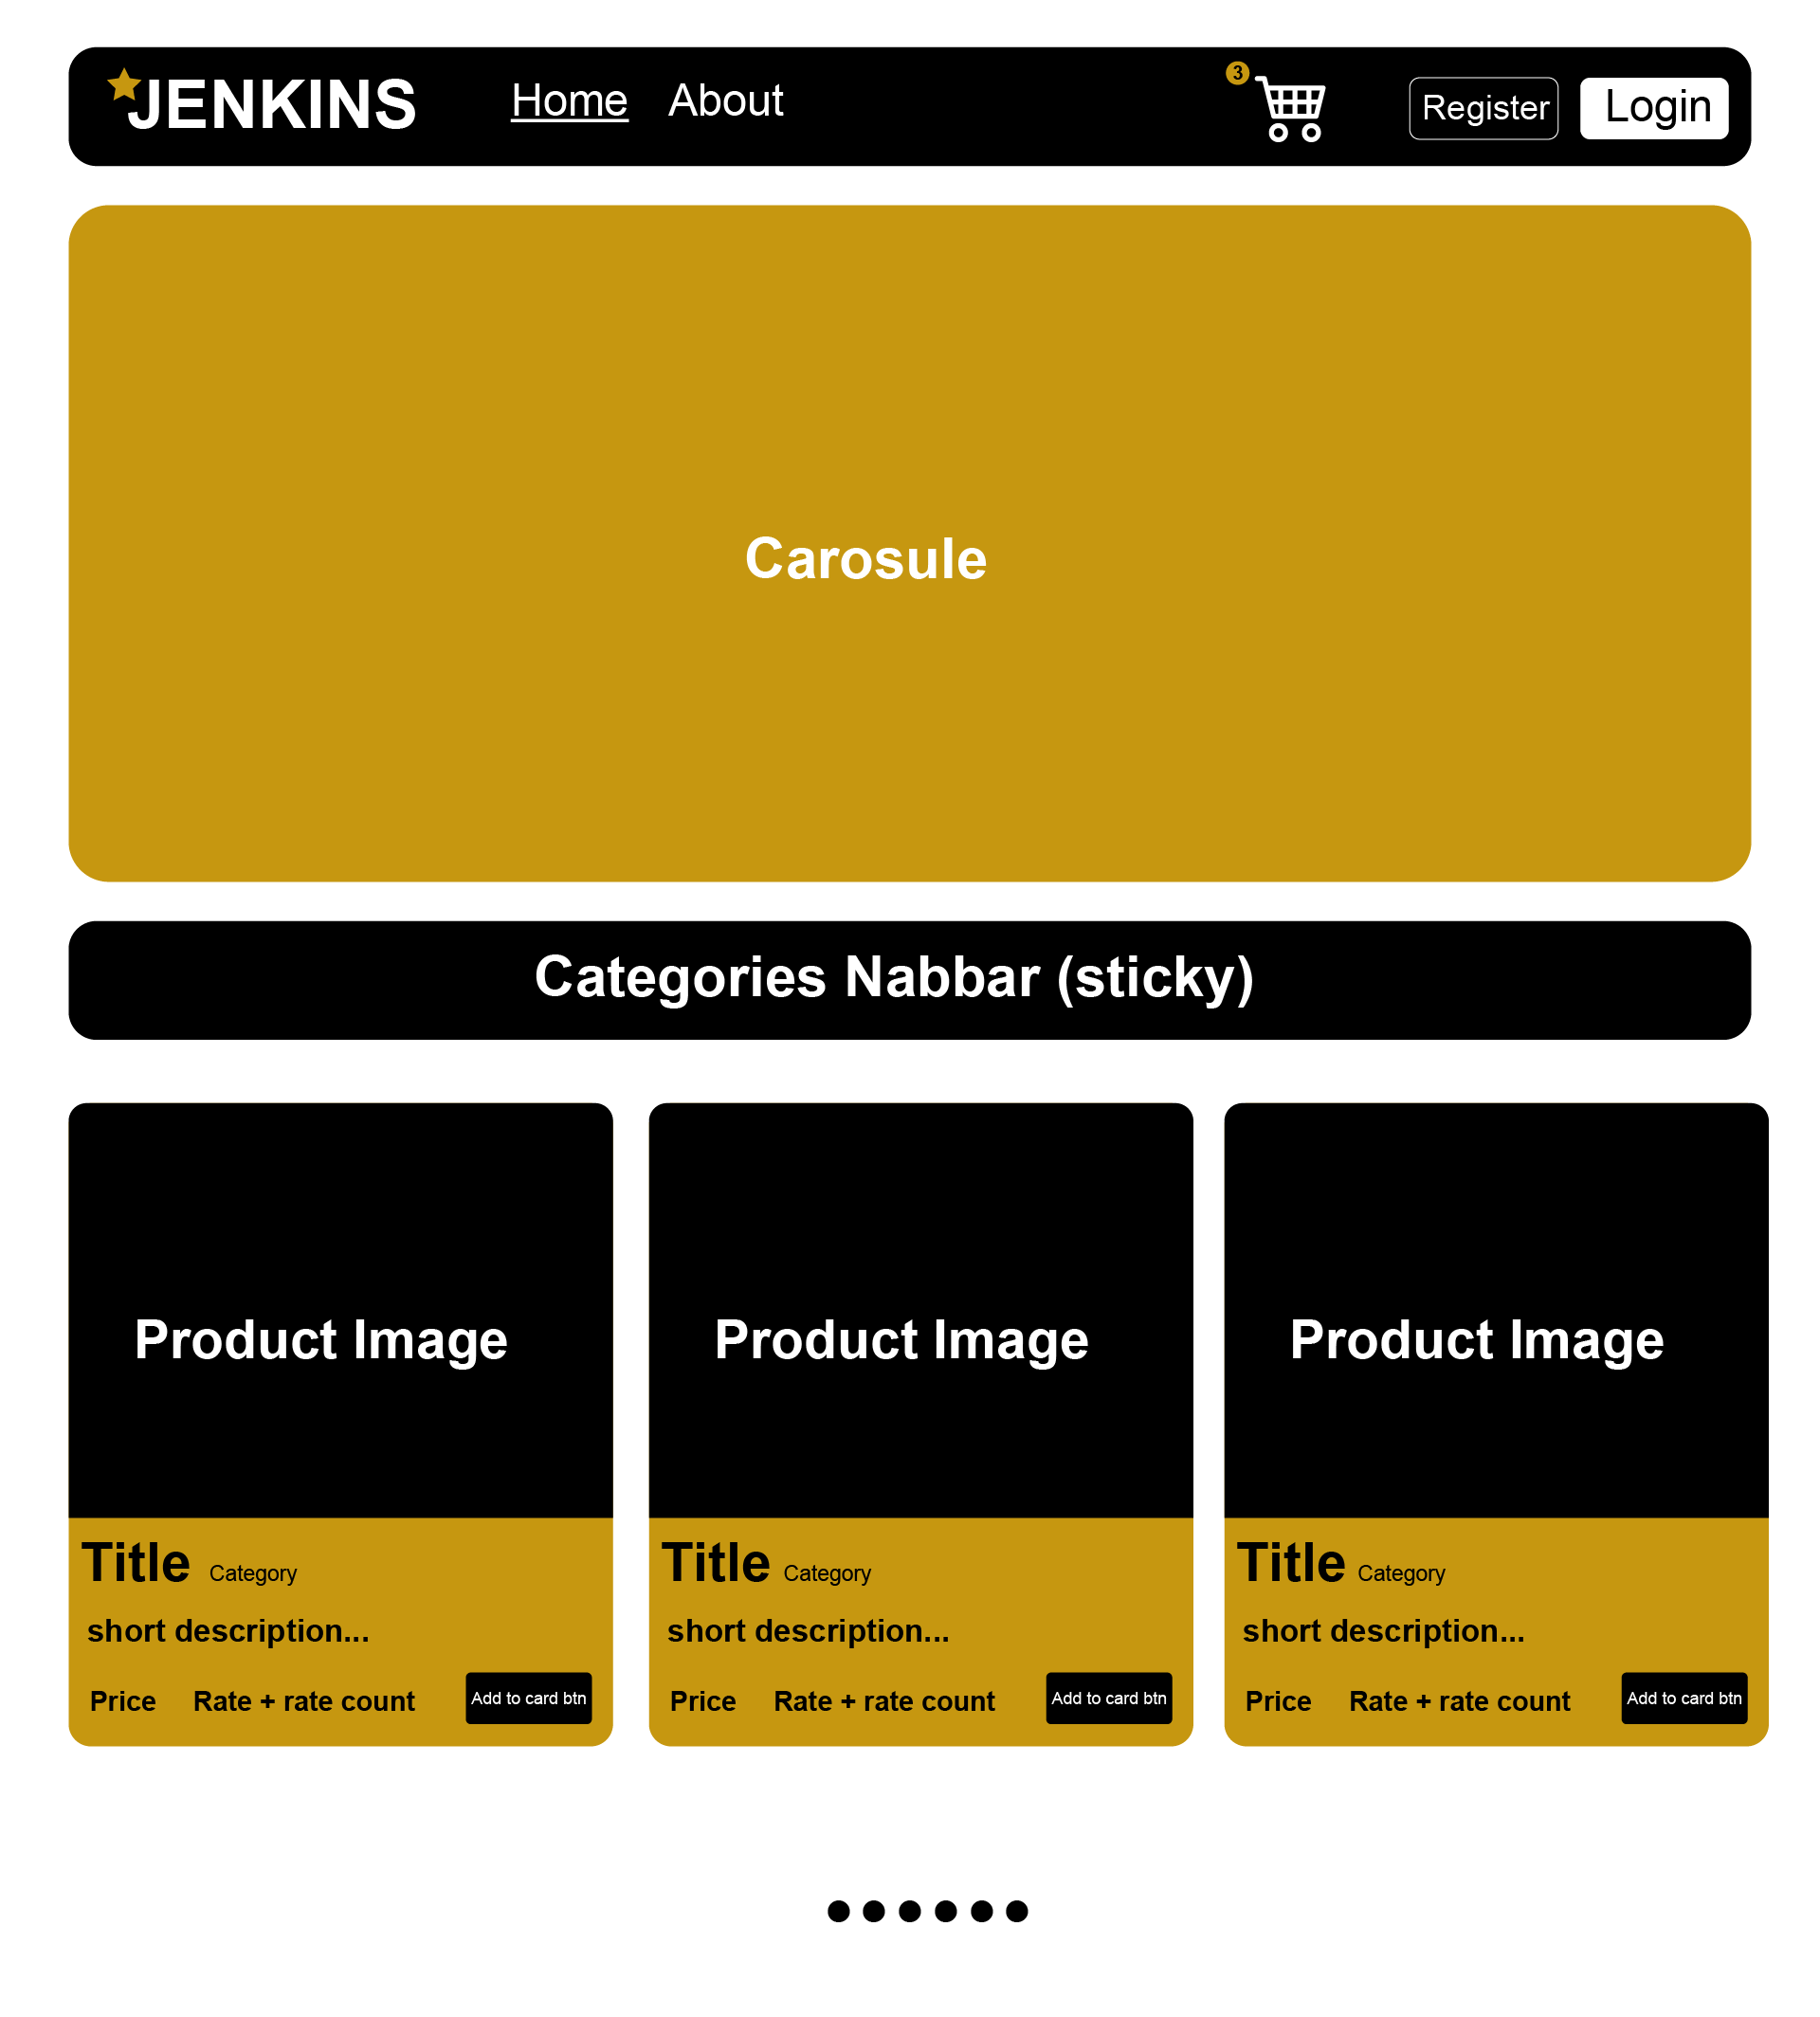 JENKINS Home About 3 Register Login
Carosule
Categories Nabbar (sticky)
Product Image Product Image Product Image
Title Category Title Category Title Category
short description... short description... short description...
Price Rate + rate count Add to card btn Price Rate + rate count Add to card btn Price Rate + rate count Add to card btn